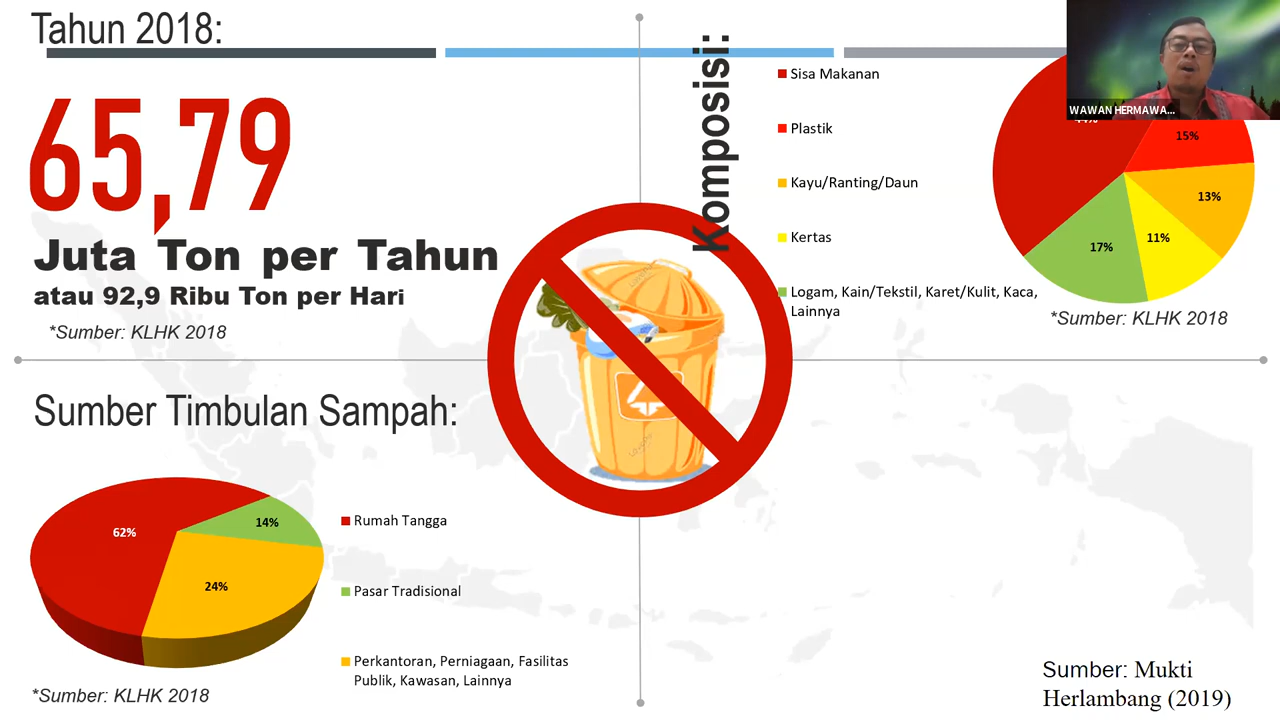 Tahun 2018:
65,79
Juta Ton per Tahun
atau 92,9 Ribu Ton per Hari
*Sumber: KLHK 2018
Komposisi:
Sisa Makanan
Plastik
Kayu/Ranting/Daun
Kertas
Logam, Kain/Tekstil, Karet/Kulit, Kaca,
Lainnya
15%
13%
11%
17%
*Sumber: KLHK 2018
WAWAN HERMAWA...
Sumber Timbulan Sampah:
62%
14%
24%
Rumah Tangga
Pasar Tradisional
Perkantoran, Perniagaan, Fasilitas
Publik, Kawasan, Lainnya
*Sumber: KLHK 2018
Sumber: Mukti
Herlambang (2019)